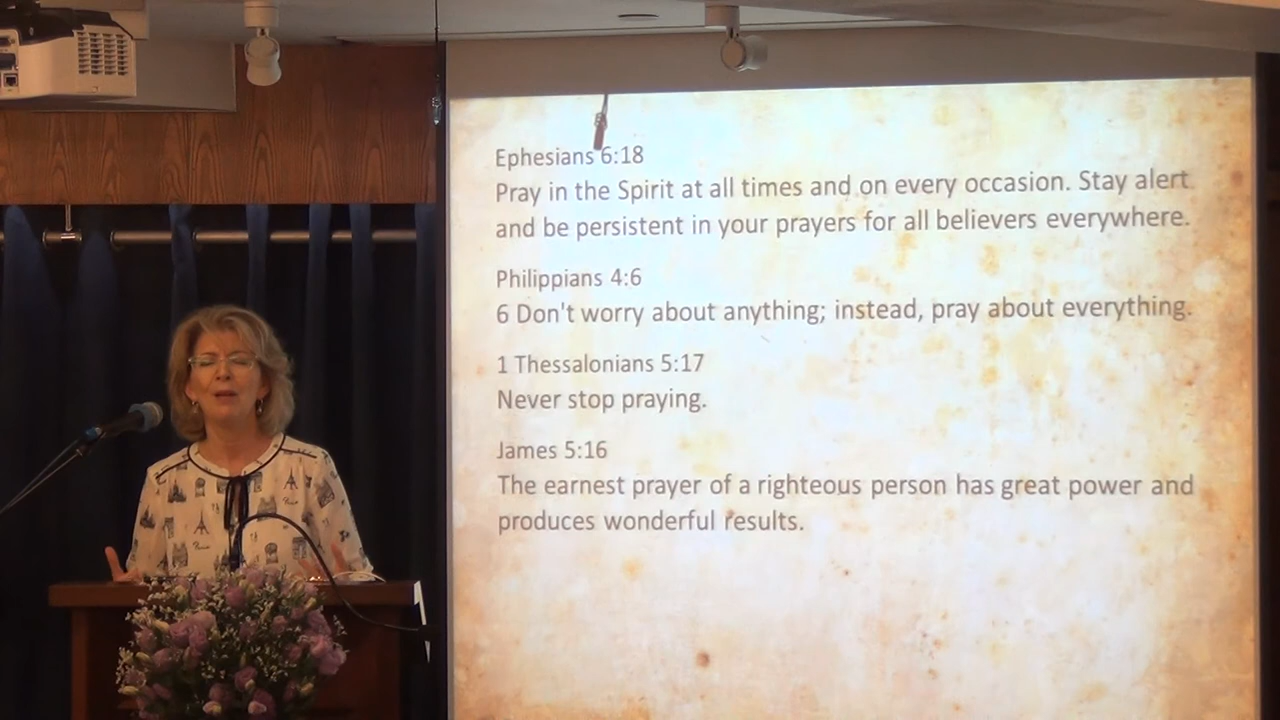 Ephesians 6:18
Pray in the Spirit at all times and on every occasion. Stay alert
and be persistent in your prayers for all believers everywhere.
Philippians 4:6
6 Don't worry about anything; instead, pray about everything.
1 Thessalonians 5:17
Never stop praying.
James 5:16
The earnest prayer of a righteous person has great power and
produces wonderful results.